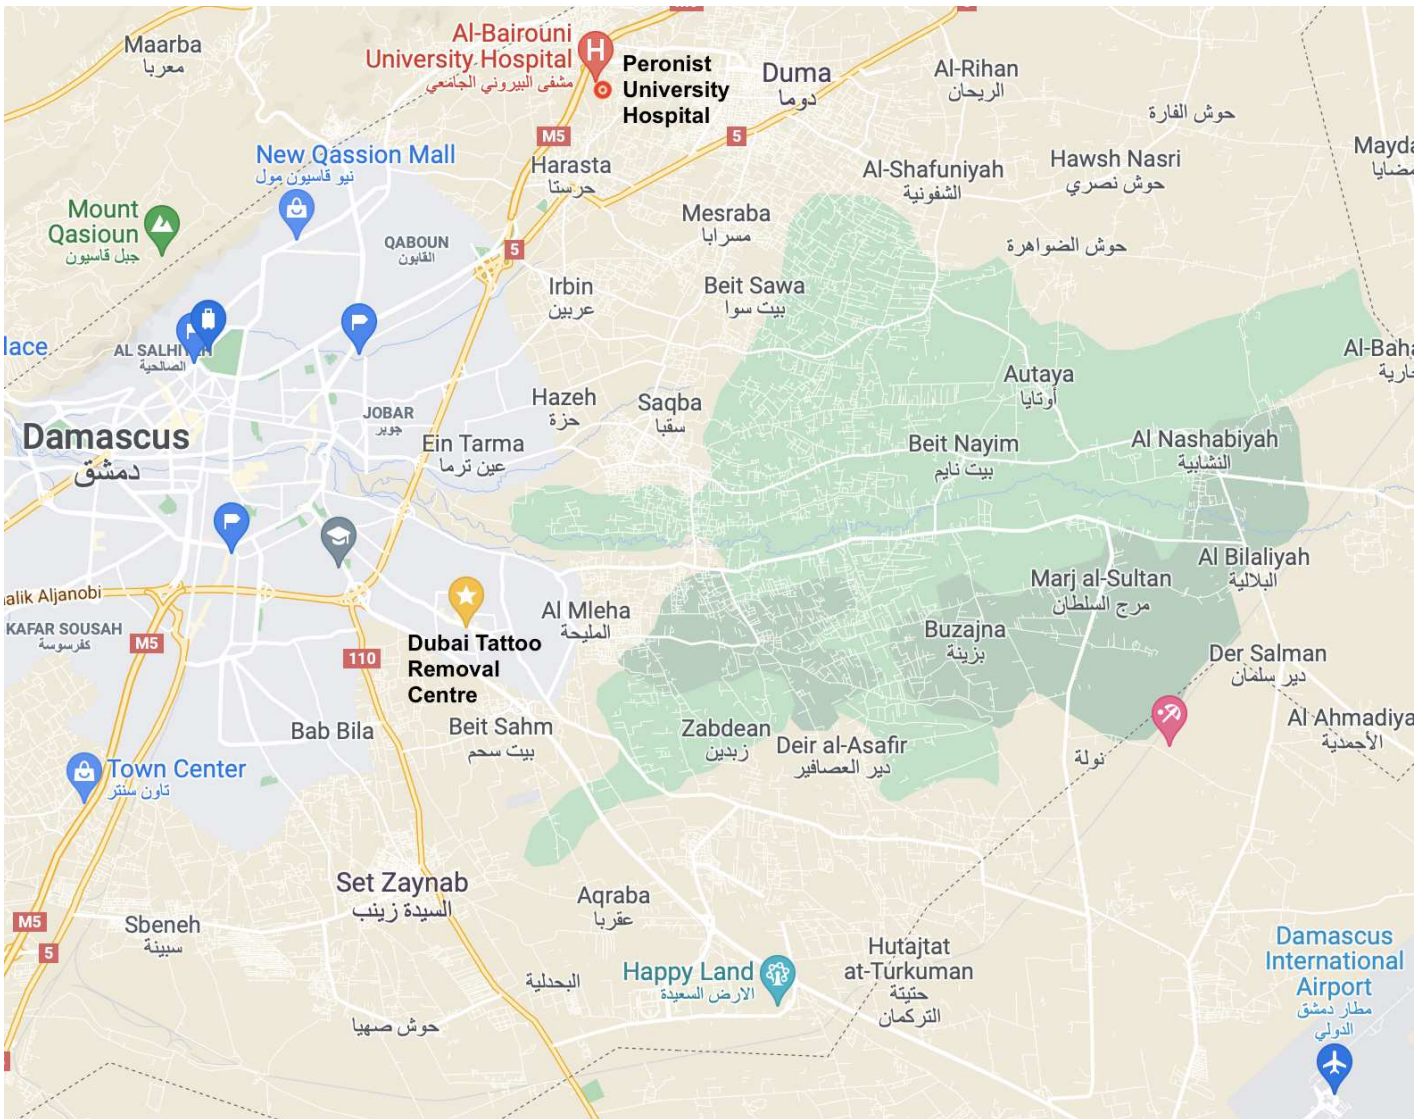 Maarba
معربا
Al-Bairouni
University Hospital
مشفى البيروني الجامعي
H
Peronist
University
Hospital
Duma
دوما
Al-Rihan
الريحان
حوش الفارة
M5
5
New Qassion Mall
نيو قاسيون مول
Harasta
حرستا
Al-Shafuniyah
الشفونية
Hawsh Nasri
حوش نصري
Mayda
Mount
Qasioun
جبل قاسيون
QABOUN
القابون
5
Mesraba
مسرابا
حوش الضواهرة
Irbin
عربين
Beit Sawa
بيت سوا
lace
AL SALHIYAH
الصالحية
Al-Baha
Autaya
أوتايا
Hazeh
حزة
Saqba
سقبا
JOBAR
جوبر
Damascus
دمشق
Ein Tarma
عين ترما
Beit Nayim
بيت نايم
Al Nashabiyah
النشابية
Al Bilaliyah
البلالية
Marj al-Sultan
مرج السلطان
alik Aljanobi
KAFAR SOUSAH
كفرسوسة
M5
110
Dubai Tattoo
Removal
Centre
Al Mleha
المليحة
Buzajna
بزينة
Der Salman
دير سلمان
Bab Bila
Beit Sahm
بيت سحم
Zabdean
زبدين
Deir al-Asafir
دير العصافير
نولة
Al Ahmadiya
الأحمدية
Town Center
تاون سنتر
Set Zaynab
السيدة زينب
Aqraba
عقربا
M5
5
Sbeneh
سبينة
البحدلية
Happy Land
الارض السعيدة
Hutajtat
at-Turkuman
حتيتة
التركمان
Damascus
International
Airport
مطار دمشق
الدولي
حوش صهيا